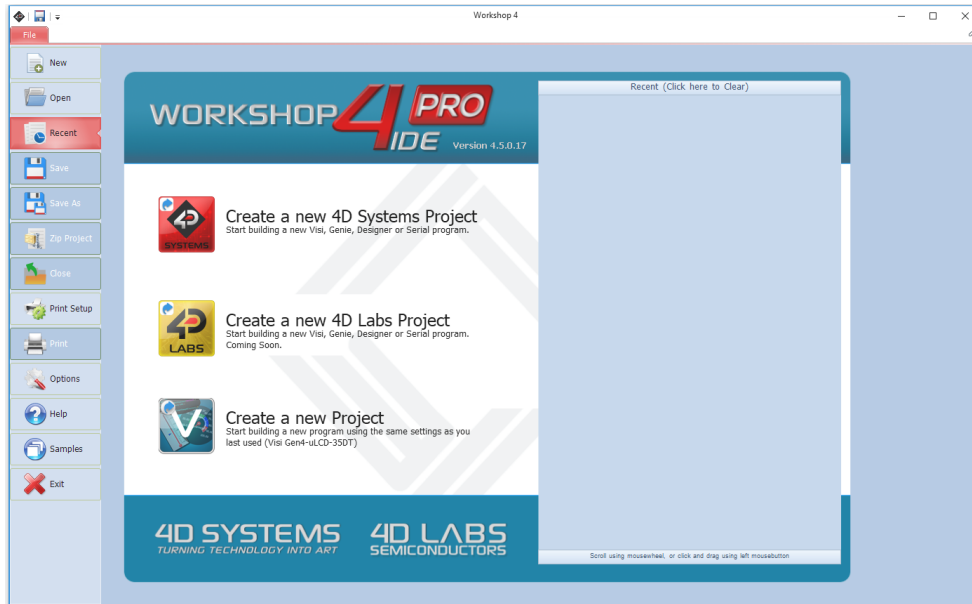 Workshop 4
File
New
Open
Recent
Save
Save As
Zip Project
Close
Print Setup
Print
Options
Help
Samples
Exit
WORKSHOP 4 PRO
IDE Version 4.5.0.17
Create a new 4D Systems Project
Start building a new Visi, Genie, Designer or Serial program.
4D
SYSTEMS
Create a new 4D Labs Project
Start building a new Visi, Genie, Designer or Serial program.
Coming Soon.
4D
LABS
Create a new Project
Start building a new program using the same settings as you
last used (Visi Gen4-uLCD-35DT)
V
4D SYSTEMS
TURNING TECHNOLOGY INTO ART
4D LABS
SEMICONDUCTORS
Recent (Click here to Clear)
Scroll using mousewheel, or click and drag using left mousebutton